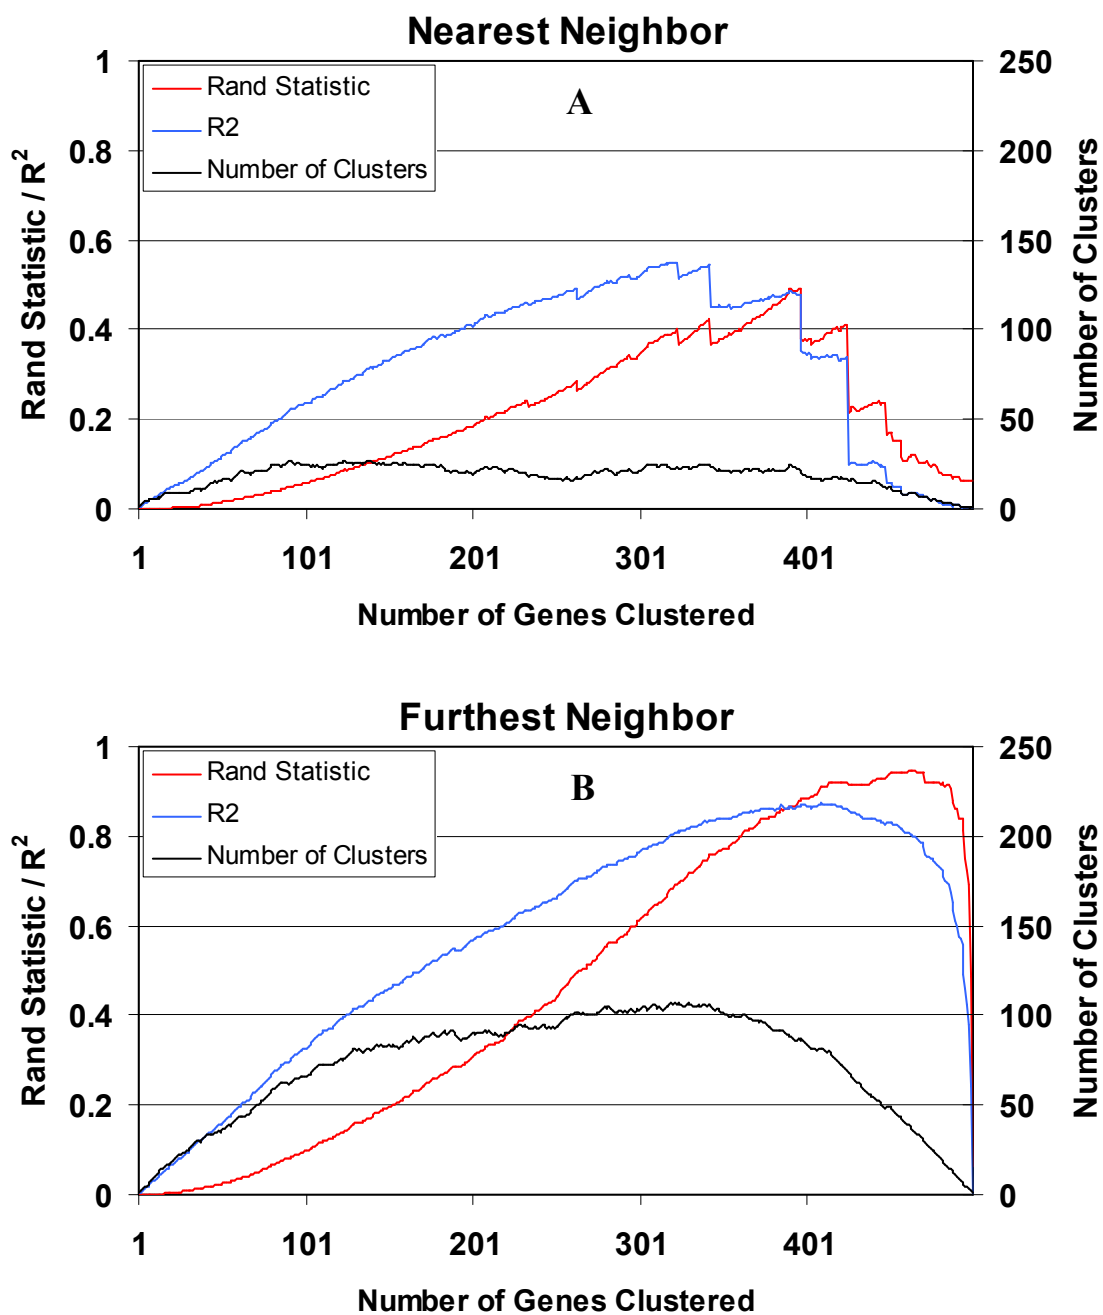 Nearest Neighbor
A
Rand Statistic
R2
Number of Clusters
1
0.8
0.6
0.4
0.2
0
Rand Statistic / R²
250
200
150
100
50
0
Number of Clusters
1 101 201 301 401
Number of Genes Clustered
Furthest Neighbor
B
Rand Statistic
R2
Number of Clusters
1
0.8
0.6
0.4
0.2
0
Rand Statistic / R²
250
200
150
100
50
0
Number of Clusters
1 101 201 301 401
Number of Genes Clustered